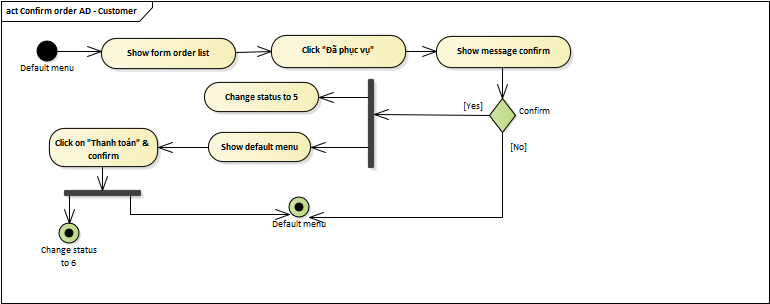 act Confirm order AD - Customer
Default menu
Show form order list
Click "Đã phục vụ"
Show message confirm
Change status to 5
[Yes]
Confirm
Click on "Thanh toán" &
confirm
Show default menu
[No]
Default menu
Change status
to 6